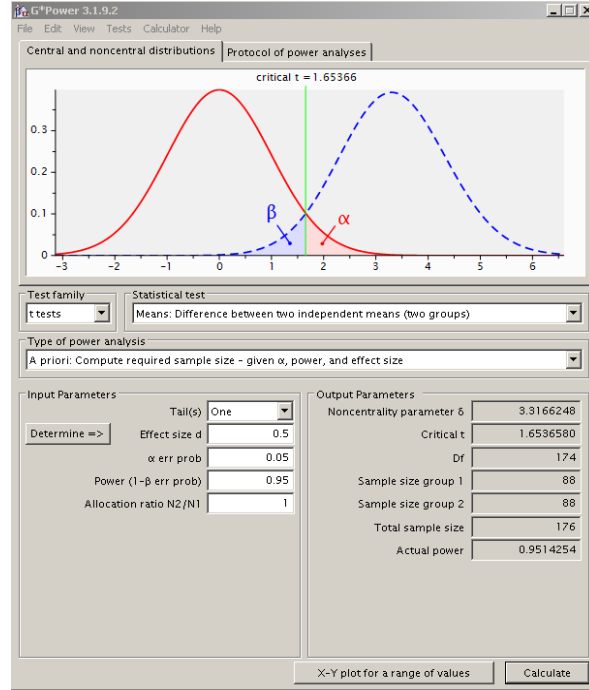 G*Power 3.1.9.2
File Edit View Tests Calculator Help
Central and noncentral distributions Protocol of power analyses
critical t = 1.65366
0.3
0.2
0.1
0
β
α
-3 -2 -1 0 1 2 3 4 5 6
Test family Statistical test
t tests Means: Difference between two independent means (two groups)
Type of power analysis
A priori: Compute required sample size - given α, power, and effect size
Input Parameters
Tail(s) One
Determine => Effect size d 0.5
α err prob 0.05
Power (1-β err prob) 0.95
Allocation ratio N2/N1 1
Output Parameters
Noncentrality parameter δ 3.3166248
Critical t 1.6536580
Df 174
Sample size group 1 88
Sample size group 2 88
Total sample size 176
Actual power 0.9514254
X-Y plot for a range of values Calculate